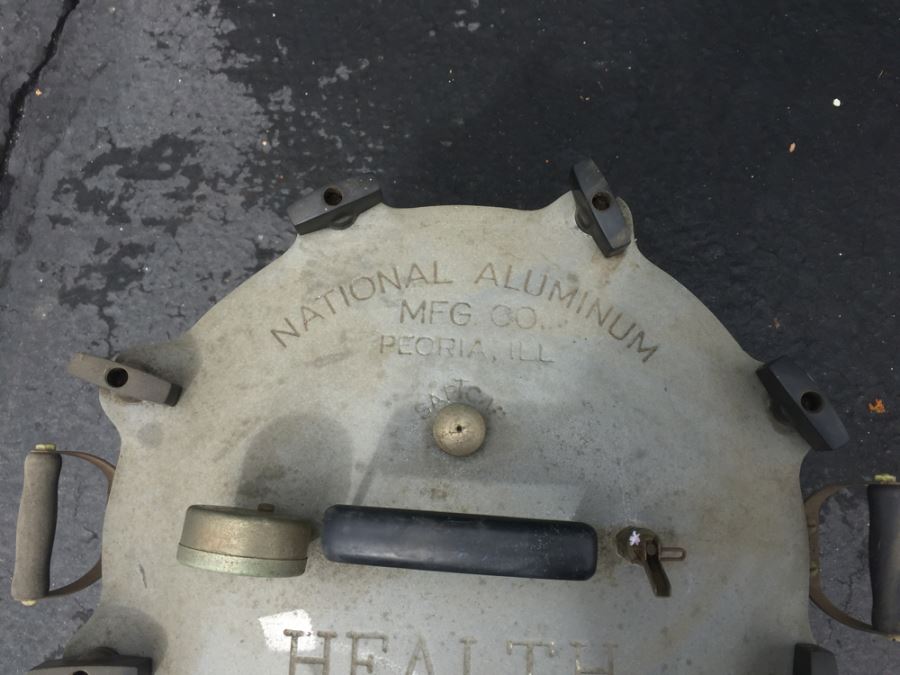 NATIONAL ALUMINUM
MFG. CO.
PEORIA, ILL
HEALTH